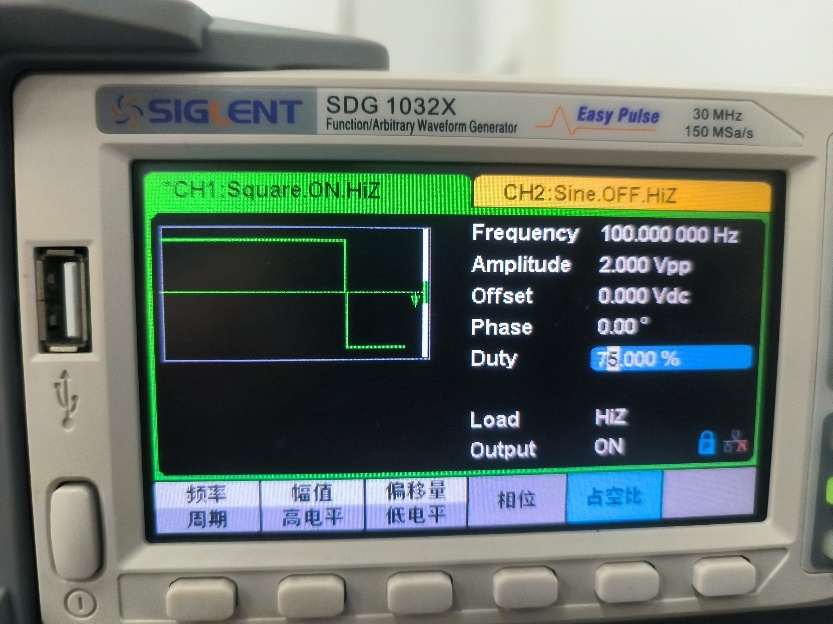 SIGLENT
SDG 1032X
Function/Arbitrary Waveform Generator
Easy Pulse
30 MHz
150 MSa/s
*CH1:Square.ON.HiZ
CH2:Sine.OFF.HiZ
Frequency 100.000 000 Hz
Amplitude 2.000 Vpp
Offset 0.000 Vdc
Phase 0.00 °
Duty 75.000 %
Load HiZ
Output ON
频率
周期
幅值
高电平
偏移量
低电平
相位
占空比